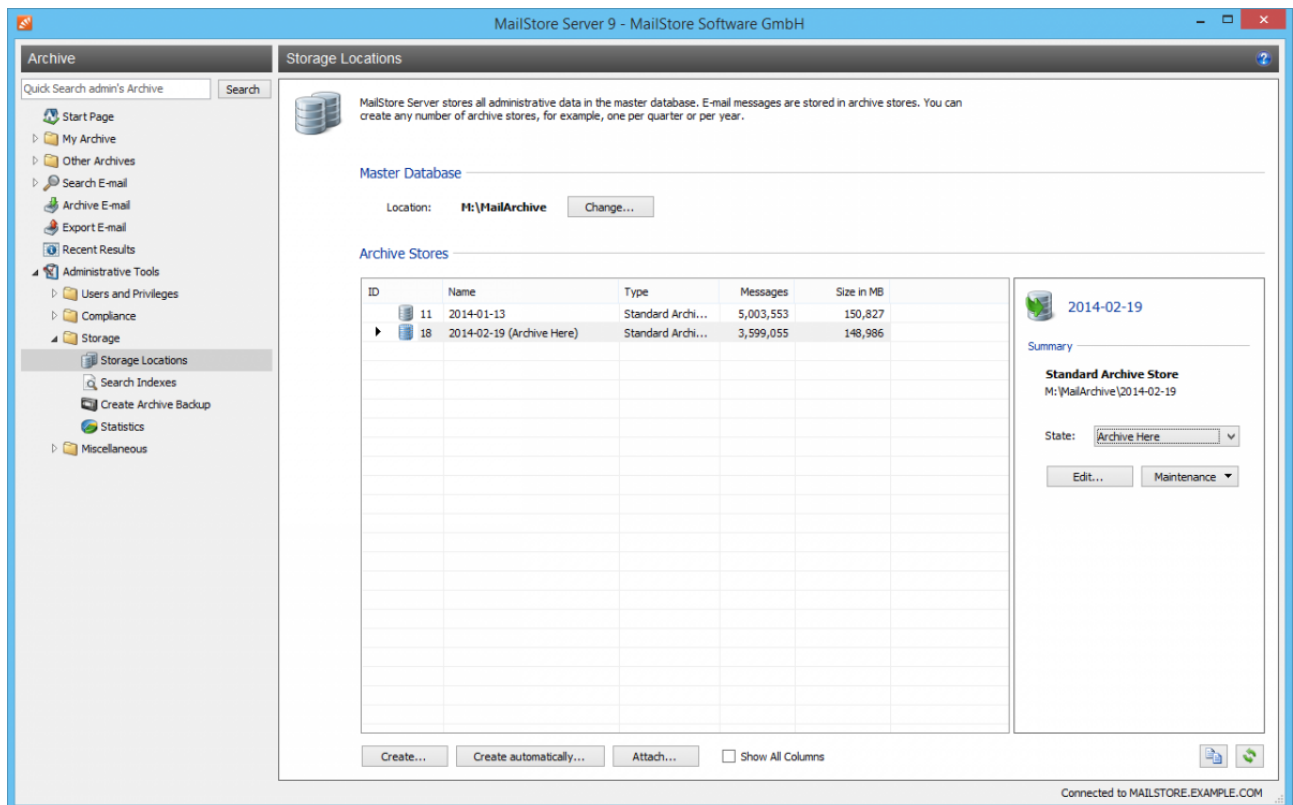 MailStore Server 9 - MailStore Software GmbH
Archive
Quick Search admin's Archive Search
Start Page
My Archive
Other Archives
Search E-mail
Archive E-mail
Export E-mail
Recent Results
Administrative Tools
Users and Privileges
Compliance
Storage
Storage Locations
Search Indexes
Create Archive Backup
Statistics
Miscellaneous
Storage Locations
MailStore Server stores all administrative data in the master database. E-mail messages are stored in archive stores. You can
create any number of archive stores, for example, one per quarter or per year.
Master Database
Location: M:\MailArchive Change...
Archive Stores
ID Name Type Messages Size in MB
11 2014-01-13 Standard Archi... 5,003,553 150,827
18 2014-02-19 (Archive Here) Standard Archi... 3,599,055 148,986
2014-02-19
Summary
Standard Archive Store
M:\MailArchive\2014-02-19
State: Archive Here
Edit... Maintenance
Create... Create automatically... Attach... Show All Columns
Connected to MAILSTORE.EXAMPLE.COM